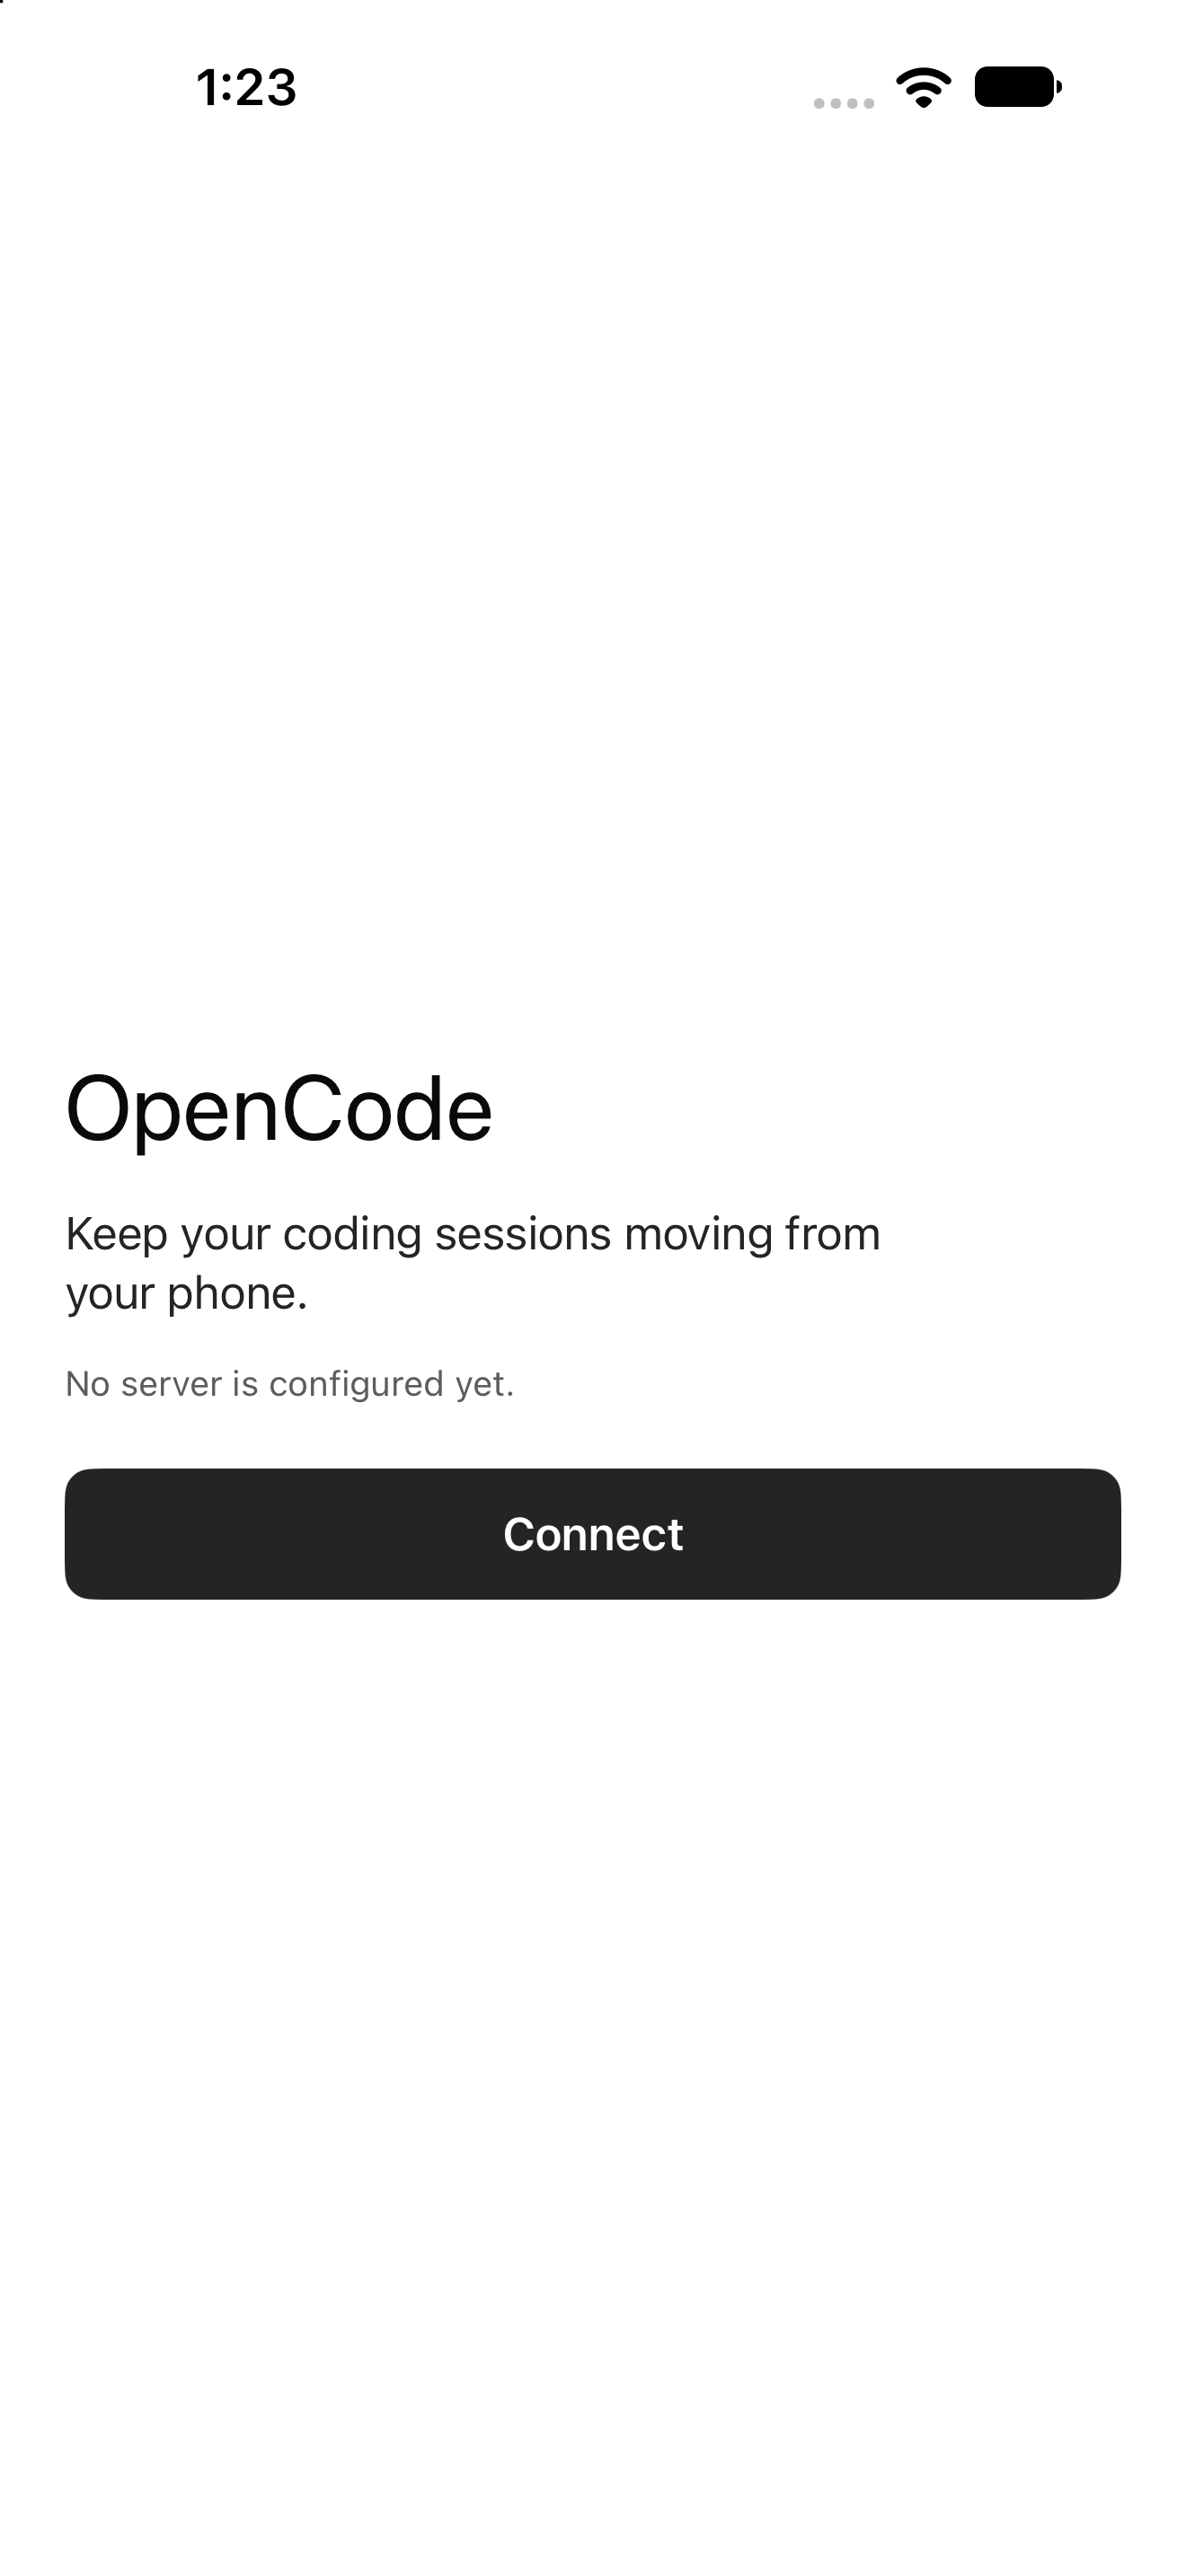 1:23
OpenCode
Keep your coding sessions moving from
your phone.
No server is configured yet.
Connect